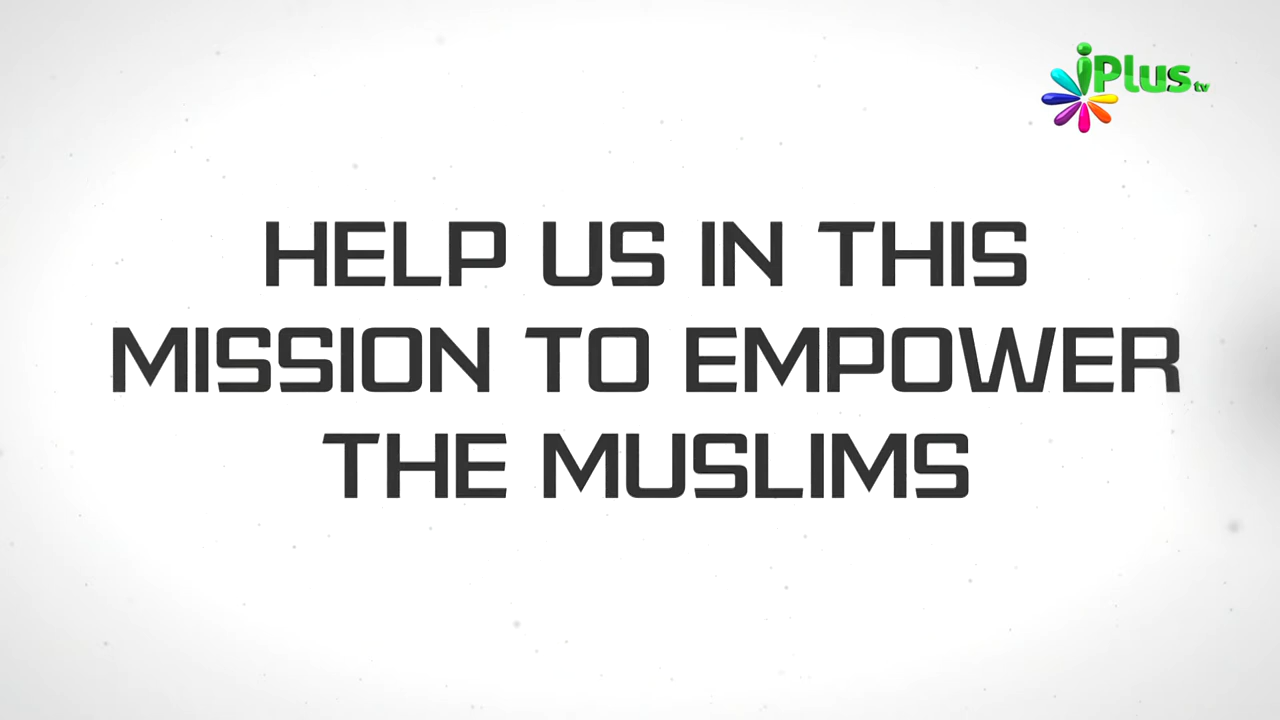 iPlus tv
HELP US IN THIS
MISSION TO EMPOWER
THE MUSLIMS